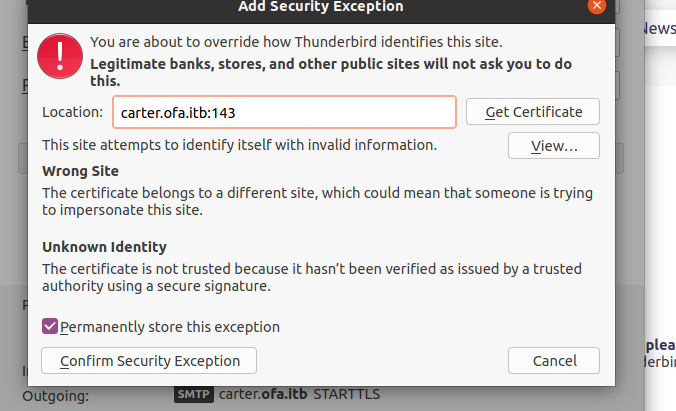 Add Security Exception
News
You are about to override how Thunderbird identifies this site.
Legitimate banks, stores, and other public sites will not ask you to do
this.
Location: carter.ofa.itb:143 Get Certificate
This site attempts to identify itself with invalid information. View...
Wrong Site
The certificate belongs to a different site, which could mean that someone is trying
to impersonate this site.
Unknown Identity
The certificate is not trusted because it hasn't been verified as issued by a trusted
authority using a secure signature.
Permanently store this exception
Confirm Security Exception Cancel
Outgoing: SMTP carter.ofa.itb STARTTLS